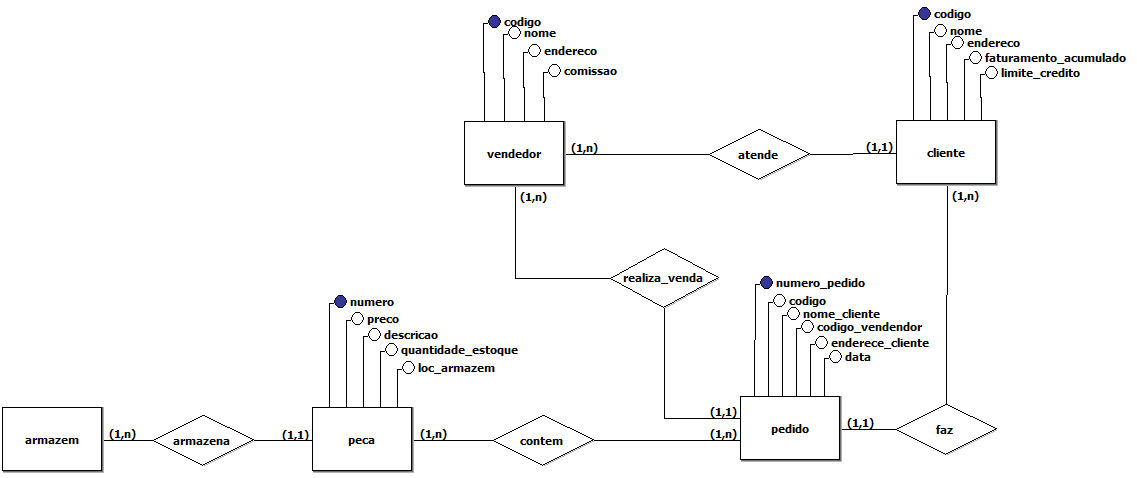 codigo
nome
endereco
comissao
codigo
nome
endereco
faturamento_acumulado
limite_credito
vendedor
(1,n)
atende
(1,1)
cliente
(1,n)
(1,n)
realiza_venda
numero_pedido
codigo
nome_cliente
codigo_vendendor
enderece_cliente
data
numero
preco
descricao
quantidade_estoque
loc_armazem
(1,1)
armazem
(1,n)
armazena
(1,1)
peca
(1,n)
contem
(1,n)
pedido
(1,1)
faz